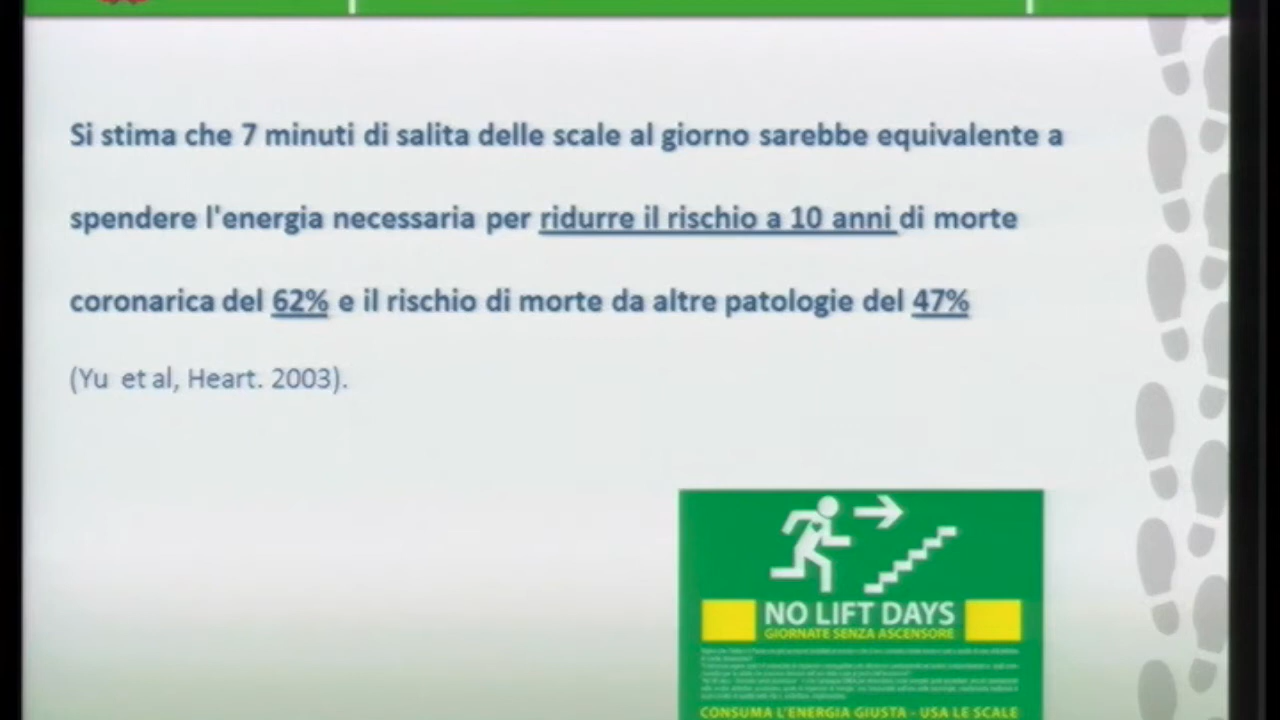 Si stima che 7 minuti di salita delle scale al giorno sarebbe equivalente a
spendere l'energia necessaria per ridurre il rischio a 10 anni di morte
coronarica del 62% e il rischio di morte da altre patologie del 47%
(Yu et al, Heart. 2003).
NO LIFT DAYS
GIORNATE SENZA ASCENSORE
CONSUMA L'ENERGIA GIUSTA - USA LE SCALE